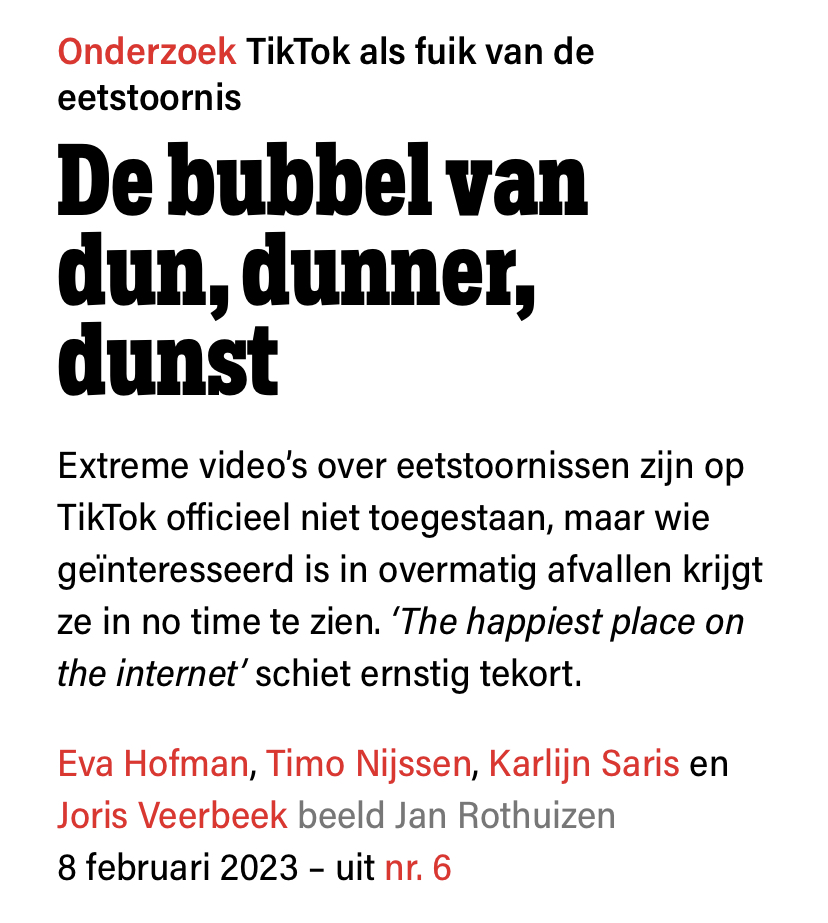 Onderzoek TikTok als fuik van de
eetstoornis
De bubbel van
dun, dunner,
dunst
Extreme video’s over eetstoornissen zijn op
TikTok officieel niet toegestaan, maar wie
geïnteresseerd is in overmatig afvallen krijgt
ze in no time te zien. ‘The happiest place on
the internet’ schiet ernstig tekort.
Eva Hofman, Timo Nijssen, Karlijn Saris en
Joris Veerbeek beeld Jan Rothuizen
8 februari 2023 – uit nr. 6